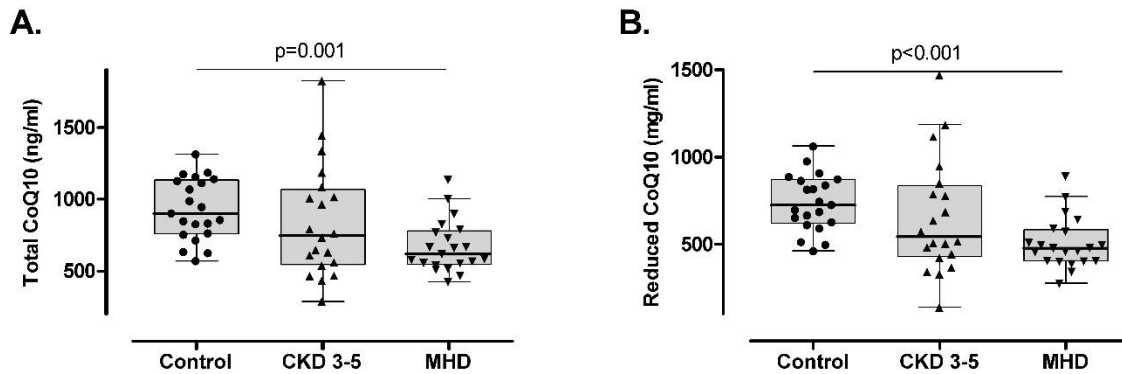 A.
p=0.001
Total CoQ10 (ng/ml)
1500
1000
500
Control
CKD 3-5
MHD
B.
p<0.001
Reduced CoQ10 (mg/ml)
1500
1000
500
Control
CKD 3-5
MHD